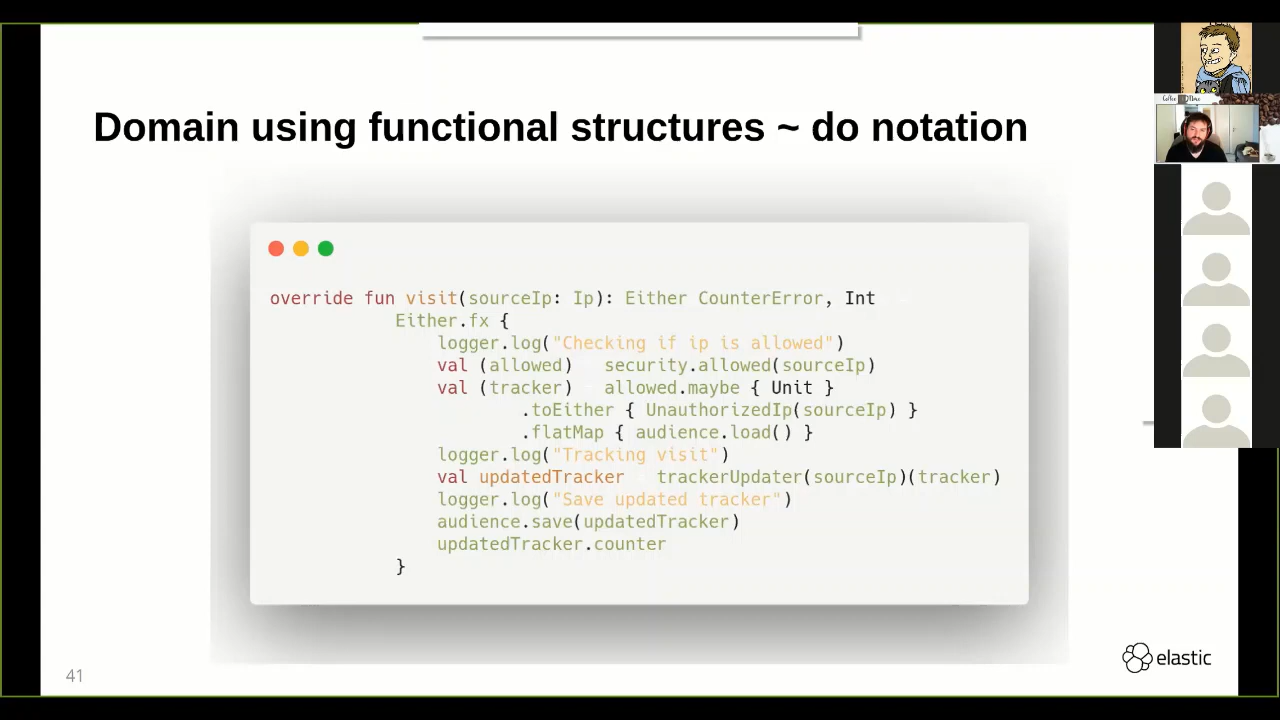 Domain using functional structures ~ do notation
override fun visit(sourceIp: Ip): Either CounterError, Int
Either.fx {
logger.log("Checking if ip is allowed")
val (allowed) security.allowed(sourceIp)
val (tracker) allowed.maybe { Unit }
.toEither { UnauthorizedIp(sourceIp) }
.flatMap { audience.load() }
logger.log("Tracking visit")
val updatedTracker trackerUpdater(sourceIp)(tracker)
logger.log("Save updated tracker")
audience.save(updatedTracker)
updatedTracker.counter
}
41
elastic